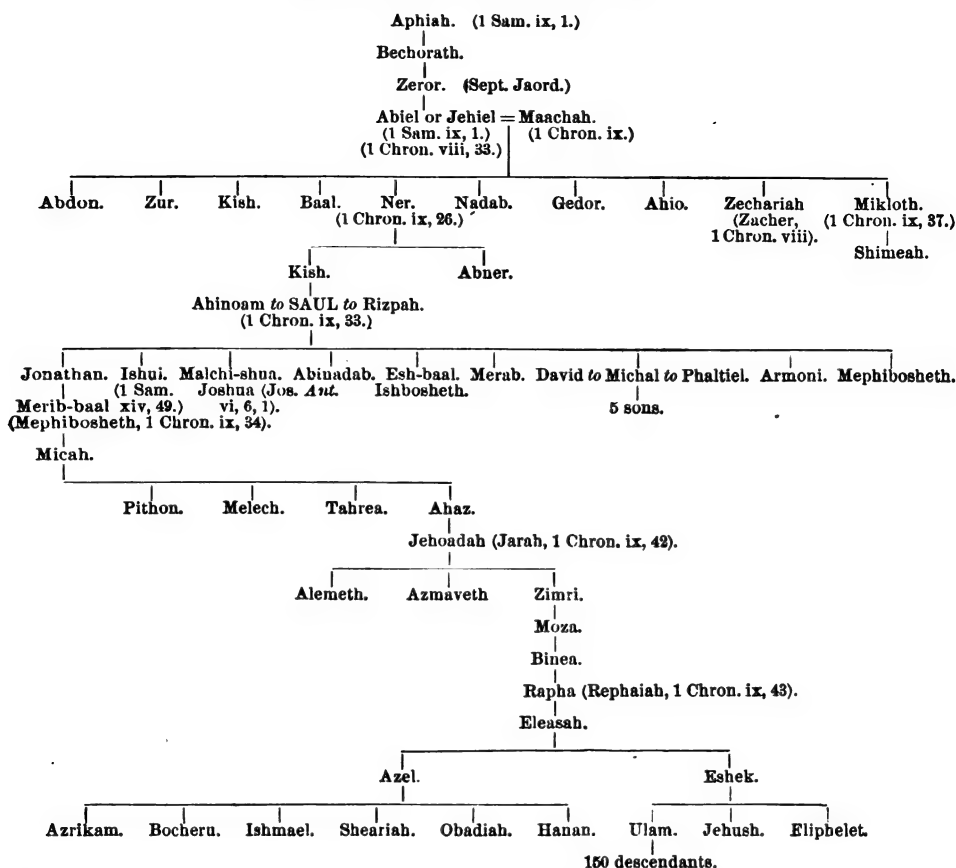 Aphiah. (1 Sam. ix, 1.)
Bechorath.
Zeror. (Sept. Jaord.)
Abiel or Jehiel = Maachah.
(1 Sam. ix, 1.) (1 Chron. ix.)
(1 Chron. viii, 33.)
Abdon. Zur. Kish. Baal. Ner. Nadab. Gedor. Ahio. Zechariah Mikloth.
(1 Chron. ix, 26.) (Zacher, (1 Chron. ix, 37.)
1 Chron. viii). Shimeah.
Kish. Abner.
Ahinoam to SAUL to Rizpah.
(1 Chron. ix, 33.)
Jonathan. Ishui. Malchi-shua. Abinadab. Esh-baal. Merab. David to Michal to Phaltiel. Armoni. Mephibosheth.
(1 Sam. Joshua (Jos. Ant. Ishbosheth.
Merib-baal xiv, 49.) vi, 6, 1). 5 sons.
(Mephibosheth, 1 Chron. ix, 34).
Micah.
Pithon. Melech. Tahrea. Ahaz.
Jehoadah (Jarah, 1 Chron. ix, 42).
Alemeth. Azmaveth Zimri.
Moza.
Binea.
Rapha (Rephaiah, 1 Chron. ix, 43).
Eleasah.
Azel. Eshek.
Azrikam. Bocheru. Ishmael. Sheariah. Obadiah. Hanan. Ulam. Jehush. Eliphelet.
150 descendants.